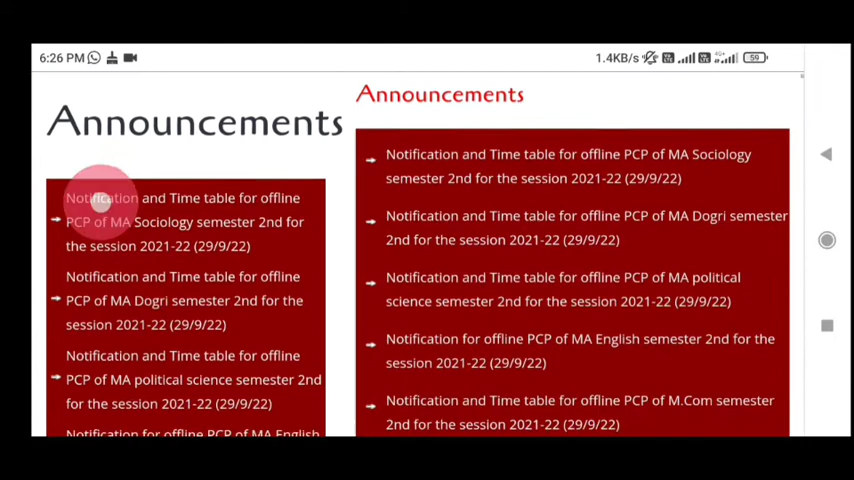 6:26 PM
1.4KB/s
59
Announcements
Notification and Time table for offline
PCP of MA Sociology semester 2nd for
the session 2021-22 (29/9/22)
Notification and Time table for offline
PCP of MA Dogri semester 2nd for the
session 2021-22 (29/9/22)
Notification and Time table for offline
PCP of MA political science semester 2nd
for the session 2021-22 (29/9/22)
Notification for offline PCP of MA English
Announcements
Notification and Time table for offline PCP of MA Sociology
semester 2nd for the session 2021-22 (29/9/22)
Notification and Time table for offline PCP of MA Dogri semester
2nd for the session 2021-22 (29/9/22)
Notification and Time table for offline PCP of MA political
science semester 2nd for the session 2021-22 (29/9/22)
Notification for offline PCP of MA English semester 2nd for the
session 2021-22 (29/9/22)
Notification and Time table for offline PCP of M.Com semester
2nd for the session 2021-22 (29/9/22)